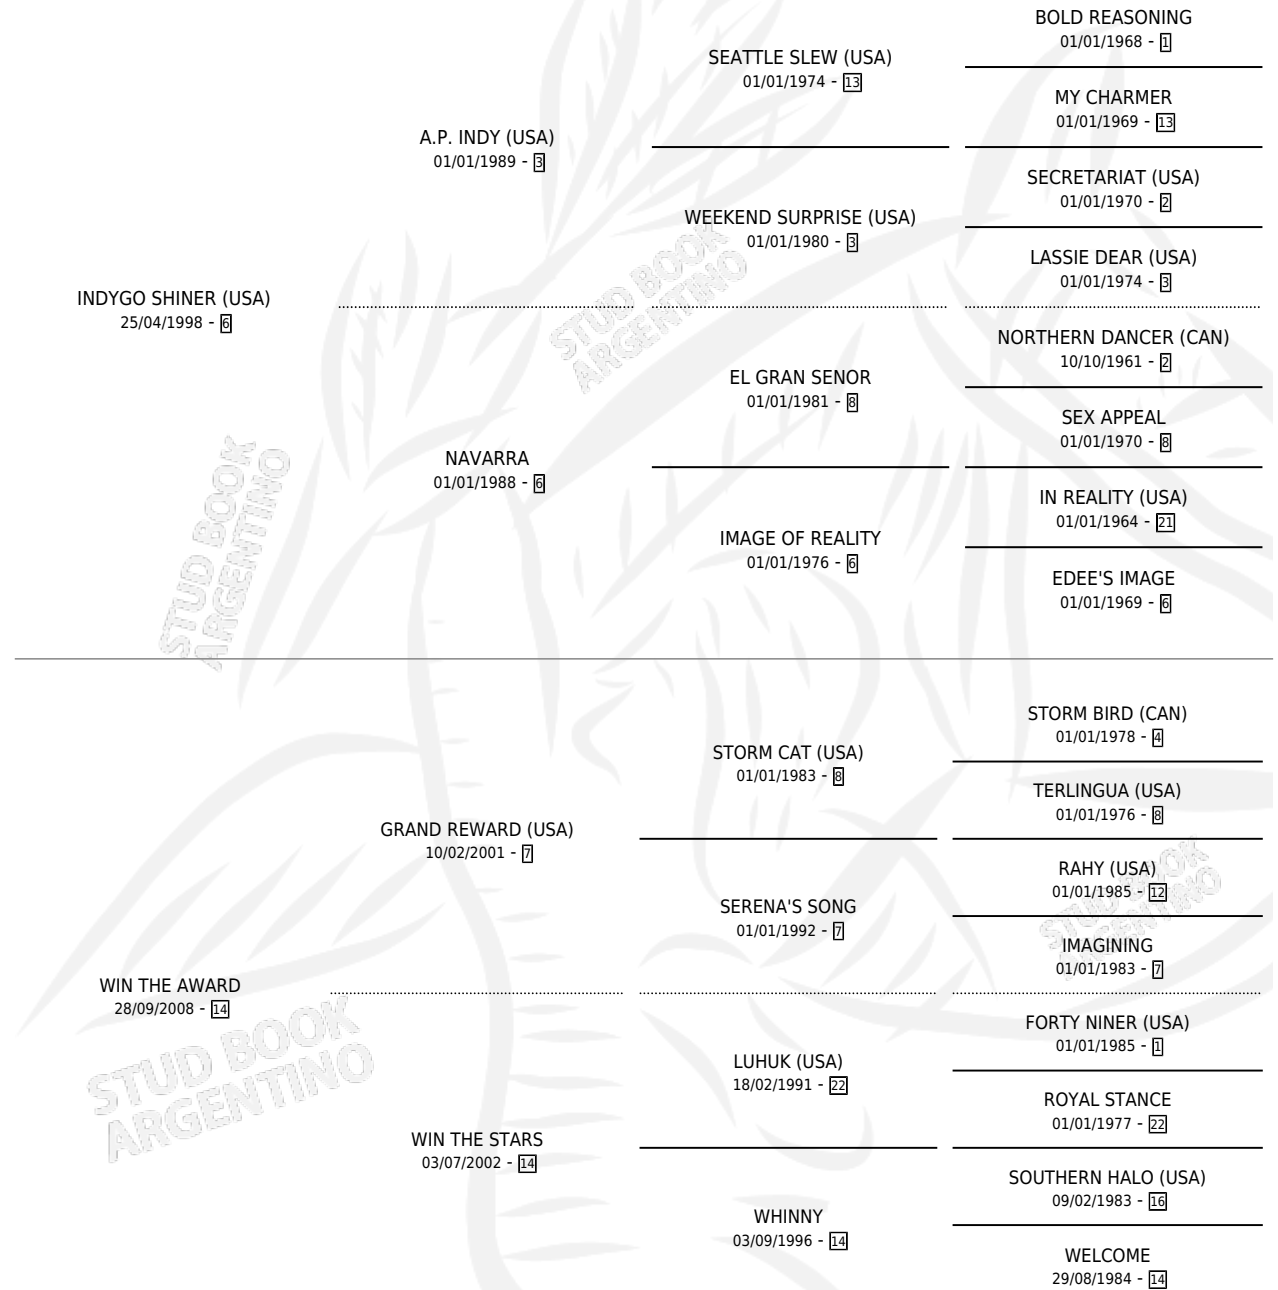 BOLD REASONING
01/01/1968 - 1
SEATTLE SLEW (USA)
01/01/1974 - 13
MY CHARMER
01/01/1969 - 13
A.P. INDY (USA)
01/01/1989 - 3
SECRETARIAT (USA)
01/01/1970 - 2
WEEKEND SURPRISE (USA)
01/01/1980 - 3
LASSIE DEAR (USA)
01/01/1974 - 3
INDYGO SHINER (USA)
25/04/1998 - 6
NORTHERN DANCER (CAN)
10/10/1961 - 2
EL GRAN SENOR
01/01/1981 - 8
SEX APPEAL
01/01/1970 - 8
NAVARRA
01/01/1988 - 6
IN REALITY (USA)
01/01/1964 - 21
IMAGE OF REALITY
01/01/1976 - 6
EDEE'S IMAGE
01/01/1969 - 6
STORM BIRD (CAN)
01/01/1978 - 4
STORM CAT (USA)
01/01/1983 - 8
TERLINGUA (USA)
01/01/1976 - 8
GRAND REWARD (USA)
10/02/2001 - 7
RAHY (USA)
01/01/1985 - 12
SERENA'S SONG
01/01/1992 - 7
IMAGINING
01/01/1983 - 7
WIN THE AWARD
28/09/2008 - 14
FORTY NINER (USA)
01/01/1985 - 1
LUHUK (USA)
18/02/1991 - 22
ROYAL STANCE
01/01/1977 - 22
WIN THE STARS
03/07/2002 - 14
SOUTHERN HALO (USA)
09/02/1983 - 16
WHINNY
03/09/1996 - 14
WELCOME
29/08/1984 - 14
STUD BOOK
ARGENTINO
STUD BOOK
ARGENTINO
STUD BOOK
ARGENTINO
STUD BOOK
ARGENTINO